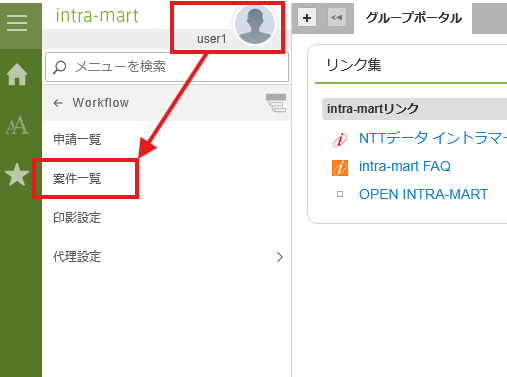 intra-mart
user1
メニューを検索
Workflow
申請一覧
案件一覧
印影設定
代理設定
グループポータル
リンク集
intra-martリンク
NTTデータ イントラマー
intra-mart FAQ
OPEN INTRA-MART